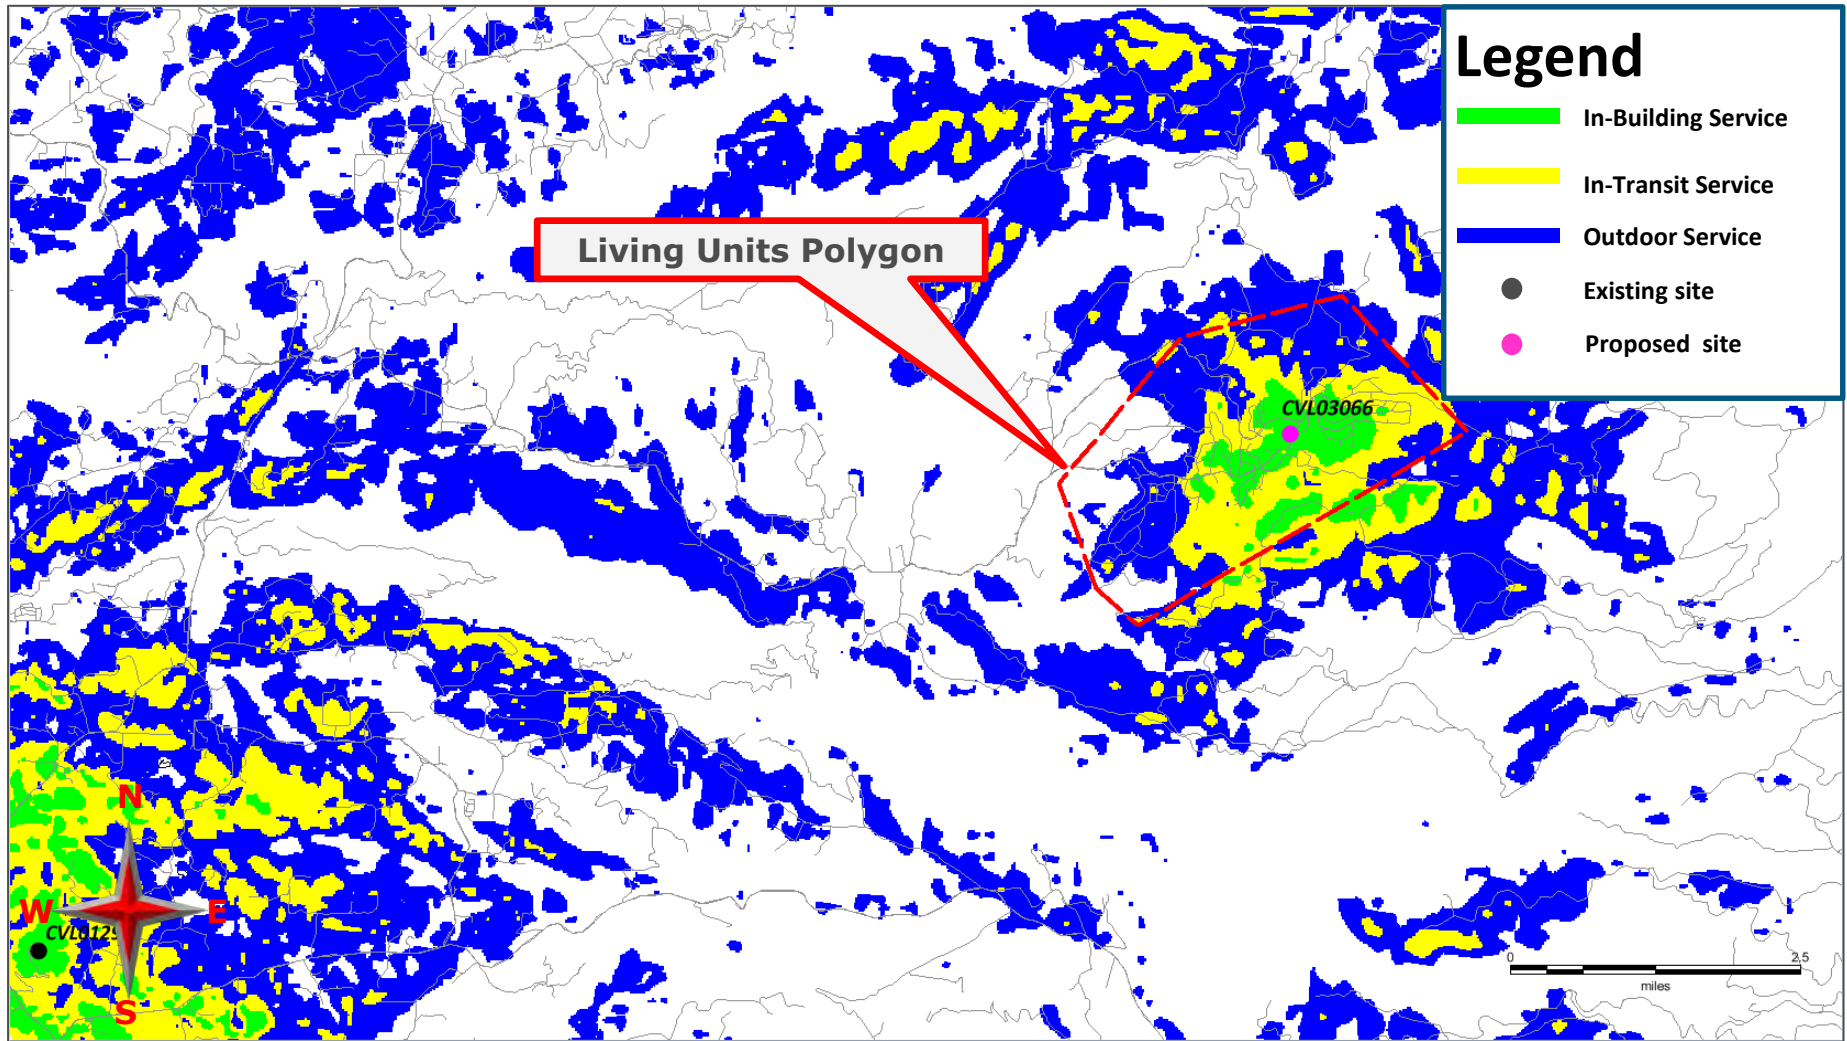 Legend
In-Building Service
In-Transit Service
Outdoor Service
Existing site
Proposed  site
Living Units Polygon
CVL03066
N
W
E
S
0
2.5
miles